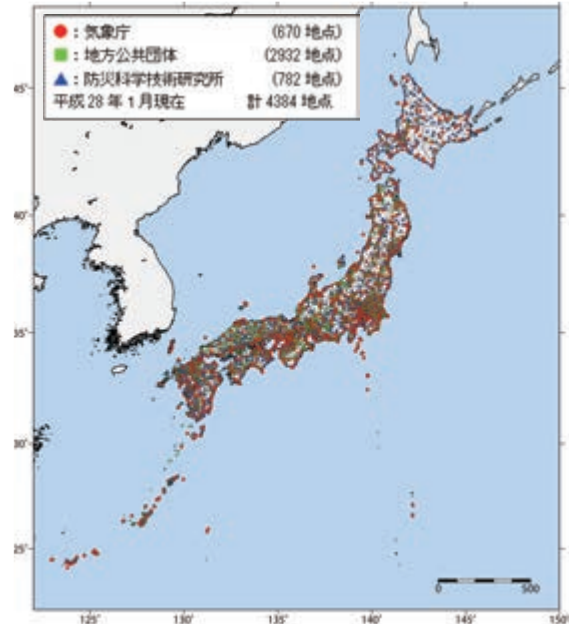 ● : 気象庁 (670 地点)
■ : 地方公共団体 (2932 地点)
▲ : 防災科学技術研究所 (782 地点)
平成 28 年 1 月現在 計 4384 地点
45°
40°
35°
30°
25°
0 500
125° 130° 135° 140° 145° 150°